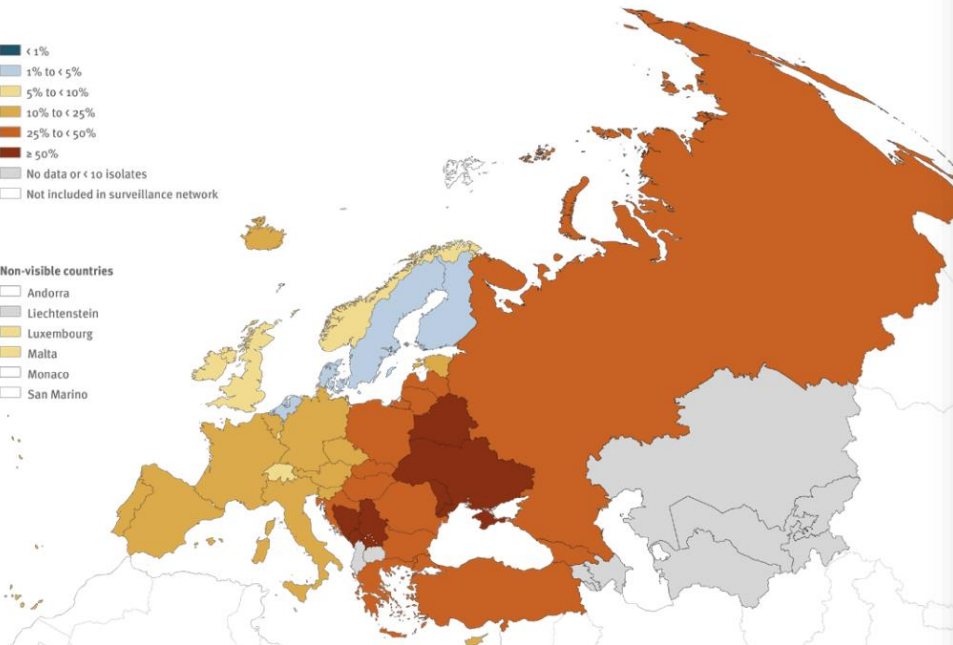 < 1%
1% to < 5%
5% to < 10%
10% to < 25%
25% to < 50%
≥ 50%
No data or < 10 isolates
Not included in surveillance network
Non-visible countries
Andorra
Liechtenstein
Luxembourg
Malta
Monaco
San Marino